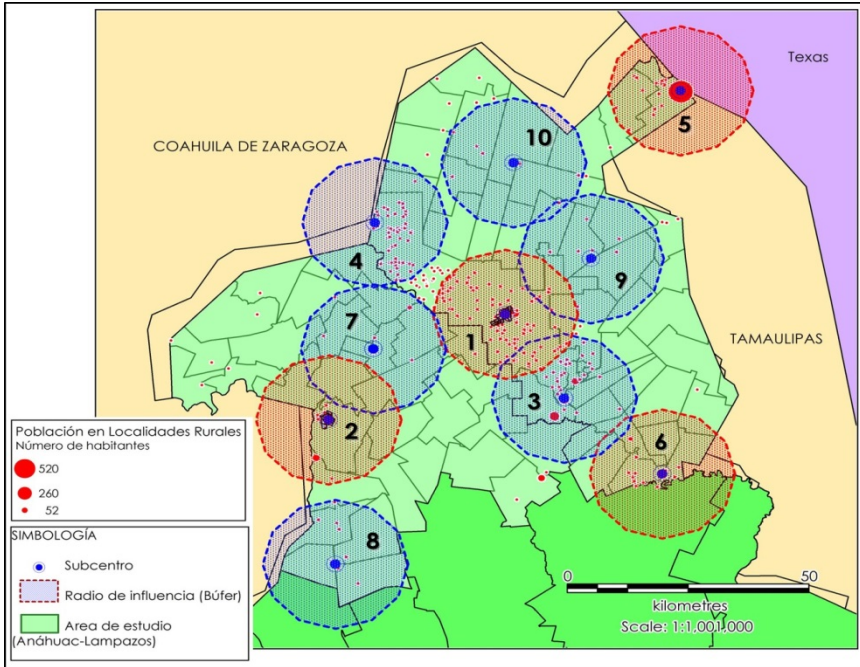 Texas
COAHUILA DE ZARAGOZA
10
5
4
9
7
1
TAMAULIPAS
3
2
6
8
Población en Localidades Rurales
Número de habitantes
520
260
52
SIMBOLOGÍA
Subcentro
Radio de influencia (Búfer)
Area de estudio
(Anáhuac-Lampazos)
0 50
kilometres
Scale: 1:1.001.000